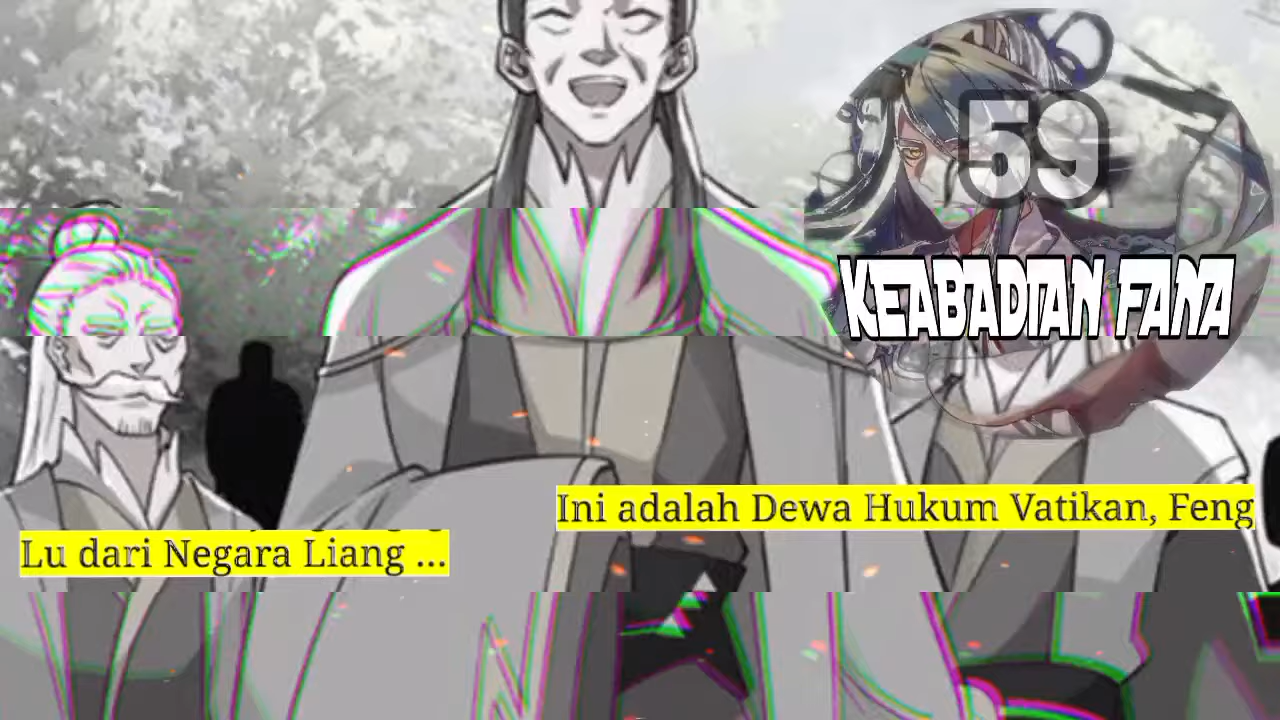 59
KEABADIAN FANA
Ini adalah Dewa Hukum Vatikan, Feng
Lu dari Negara Liang ...